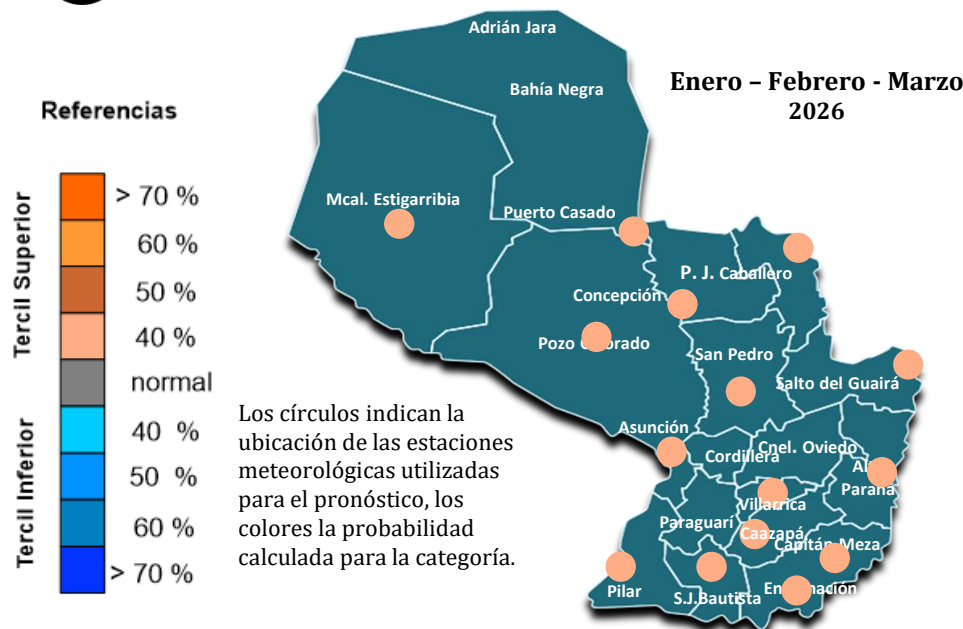 Adrián Jara
Bahía Negra
Enero – Febrero - Marzo
2026
Referencias
Tercil Superior
> 70 %
60 %
50 %
40 %
normal
Tercil Inferior
40 %
50 %
60 %
> 70 %
Mcal. Estigarribia
Puerto Casado
P. J. Caballero
Concepción
Pozo Colorado
San Pedro
Salto del Guairá
Asunción
Cordillera
Cnel. Oviedo
Alto
Paraná
Villarrica
Paraguarí
Caazapá
Capitán Meza
Pilar
S.J.Bautista
Encarnación
Los círculos indican la
ubicación de las estaciones
meteorológicas utilizadas
para el pronóstico, los
colores la probabilidad
calculada para la categoría.